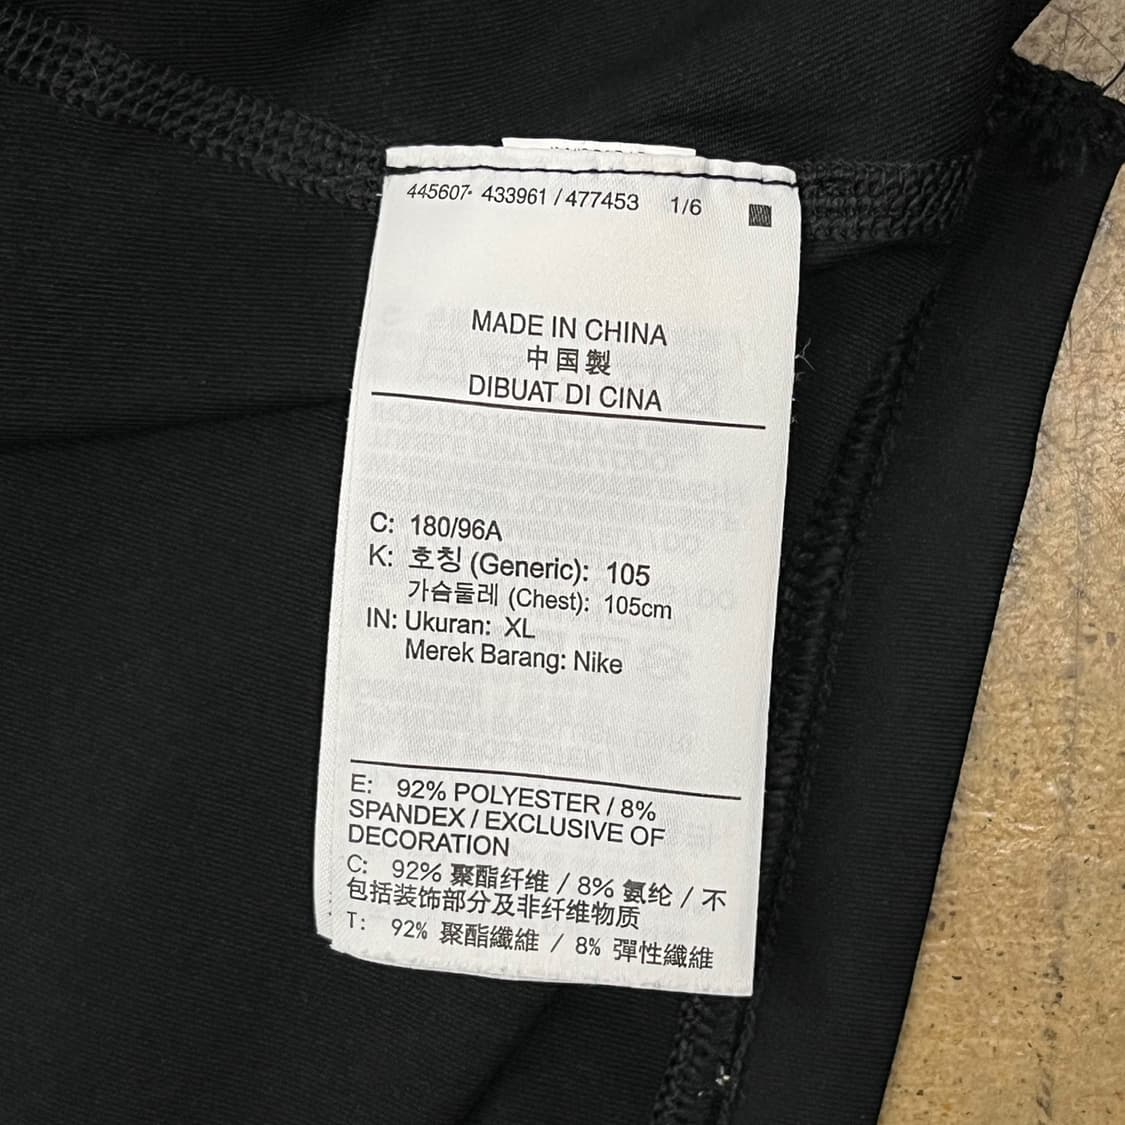 445607- 433961 / 477453 1/6
MADE IN CHINA
中国製
DIBUAT DI CINA
C: 180/96A
K: 호칭 (Generic): 105
가슴둘레 (Chest): 105cm
IN: Ukuran: XL
Merek Barang: Nike
E: 92% POLYESTER / 8%
SPANDEX / EXCLUSIVE OF
DECORATION
C: 92% 聚酯纤维 / 8% 氨纶 / 不
包括装饰部分及非纤维物质
T: 92% 聚酯纖維 / 8% 彈性纖維